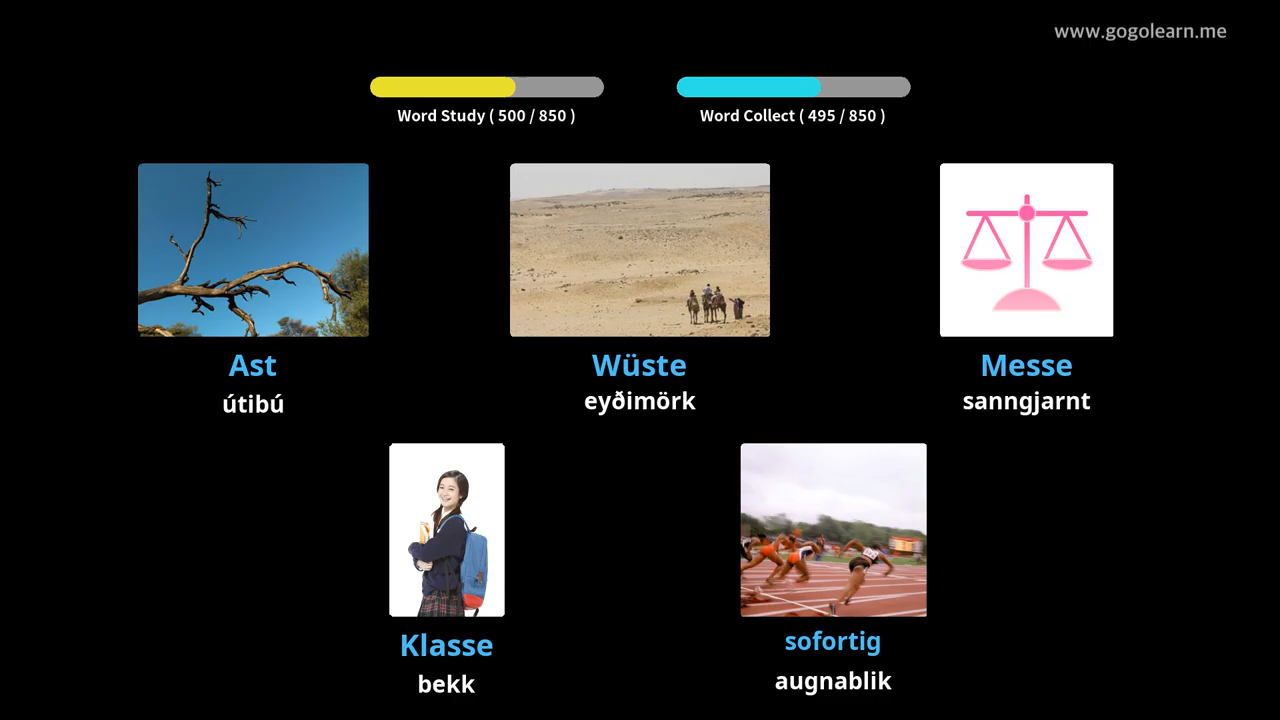 www.gogolearn.me
Word Study ( 500 / 850 )
Word Collect ( 495 / 850 )
Ast
útibú
Wüste
eyðimörk
Messe
sanngjarnt
Klasse
bekk
sofortig
augnablik